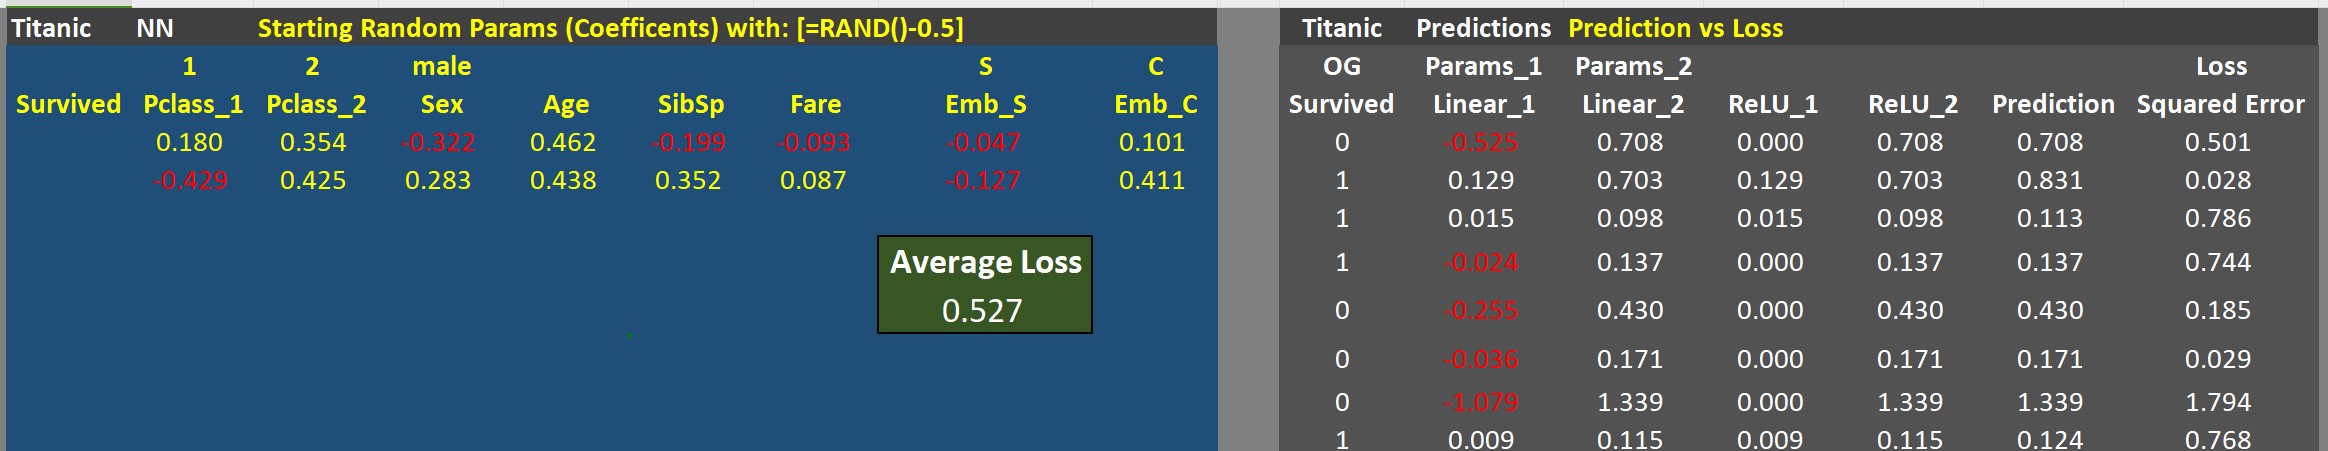 Titanic NN Starting Random Params (Coefficents) with: [=RAND()-0.5]
1 2 male S C
Survived Pclass_1 Pclass_2 Sex Age SibSp Fare Emb_S Emb_C
0.180 0.354 -0.322 0.462 -0.199 -0.093 -0.047 0.101
-0.429 0.425 0.283 0.438 0.352 0.087 -0.127 0.411
Average Loss
0.527
Titanic Predictions Prediction vs Loss
OG Params_1 Params_2 Loss
Survived Linear_1 Linear_2 ReLU_1 ReLU_2 Prediction Squared Error
0 -0.525 0.708 0.000 0.708 0.708 0.501
1 0.129 0.703 0.129 0.703 0.831 0.028
1 0.015 0.098 0.015 0.098 0.113 0.786
1 -0.024 0.137 0.000 0.137 0.137 0.744
0 -0.255 0.430 0.000 0.430 0.430 0.185
0 -0.036 0.171 0.000 0.171 0.171 0.029
0 -1.079 1.339 0.000 1.339 1.339 1.794
1 0.009 0.115 0.009 0.115 0.124 0.768